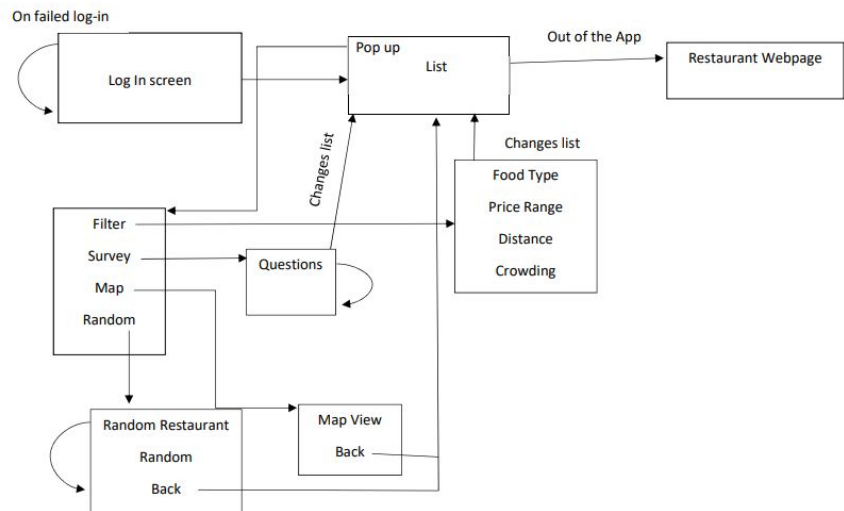 On failed log-in
Log In screen
Pop up
List
Out of the App
Restaurant Webpage
Changes list
Changes list
Food Type
Price Range
Distance
Crowding
Filter
Survey
Map
Random
Questions
Random Restaurant
Random
Back
Map View
Back